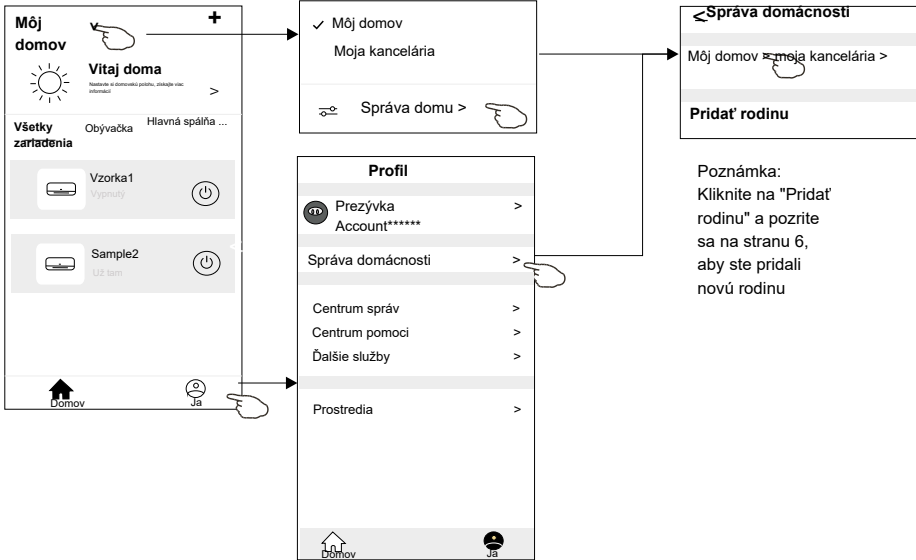 Môj
domov
+
Vitaj doma
Nastavte si domovskú polohu, získajte viac
informácií
>
Všetky
zariadenia
Obývačka
Hlavná spálňa ...
Vzorka1
Vypnutý
Sample2
Už tam
Domov
Ja
✓ Môj domov
Moja kancelária
Správa domu >
Profil
Prezývka >
Account******
Správa domácnosti >
Centrum správ >
Centrum pomoci >
Ďalšie služby >
Prostredia >
Domov
Ja
<Správa domácnosti
Môj domov > moja kancelária >
Pridať rodinu
Poznámka:
Kliknite na "Pridať
rodinu" a pozrite
sa na stranu 6,
aby ste pridali
novú rodinu